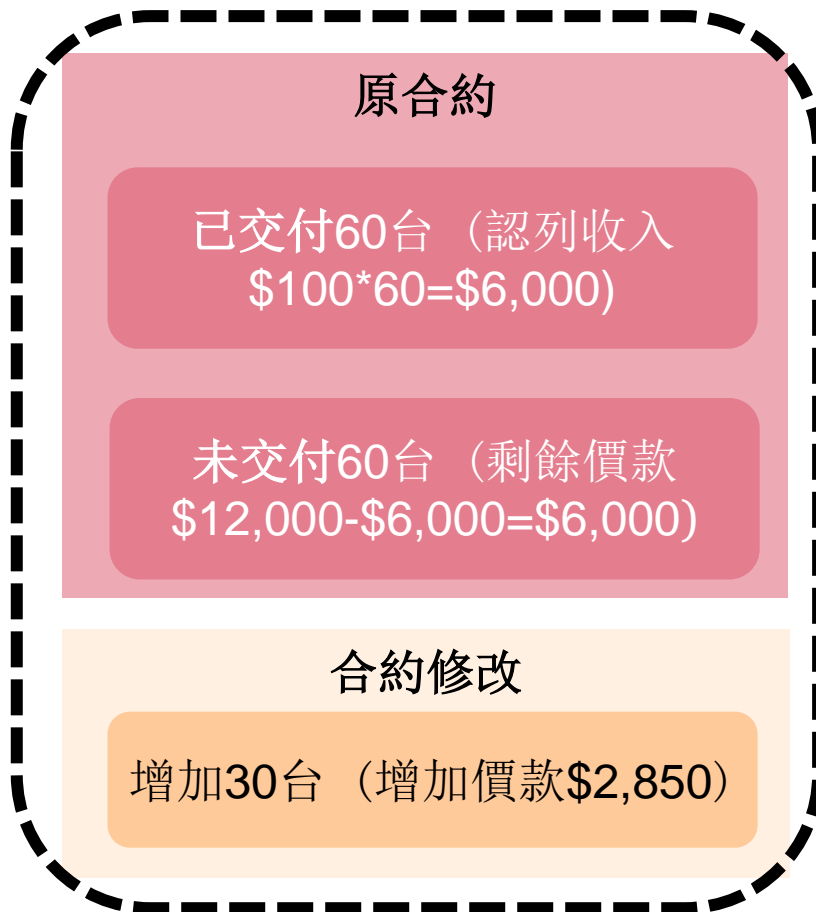 原合約
已交付60台（認列收入
$100*60=$6,000)
未交付60台（剩餘價款
$12,000-$6,000=$6,000)
合約修改
增加30台（增加價款$2,850）